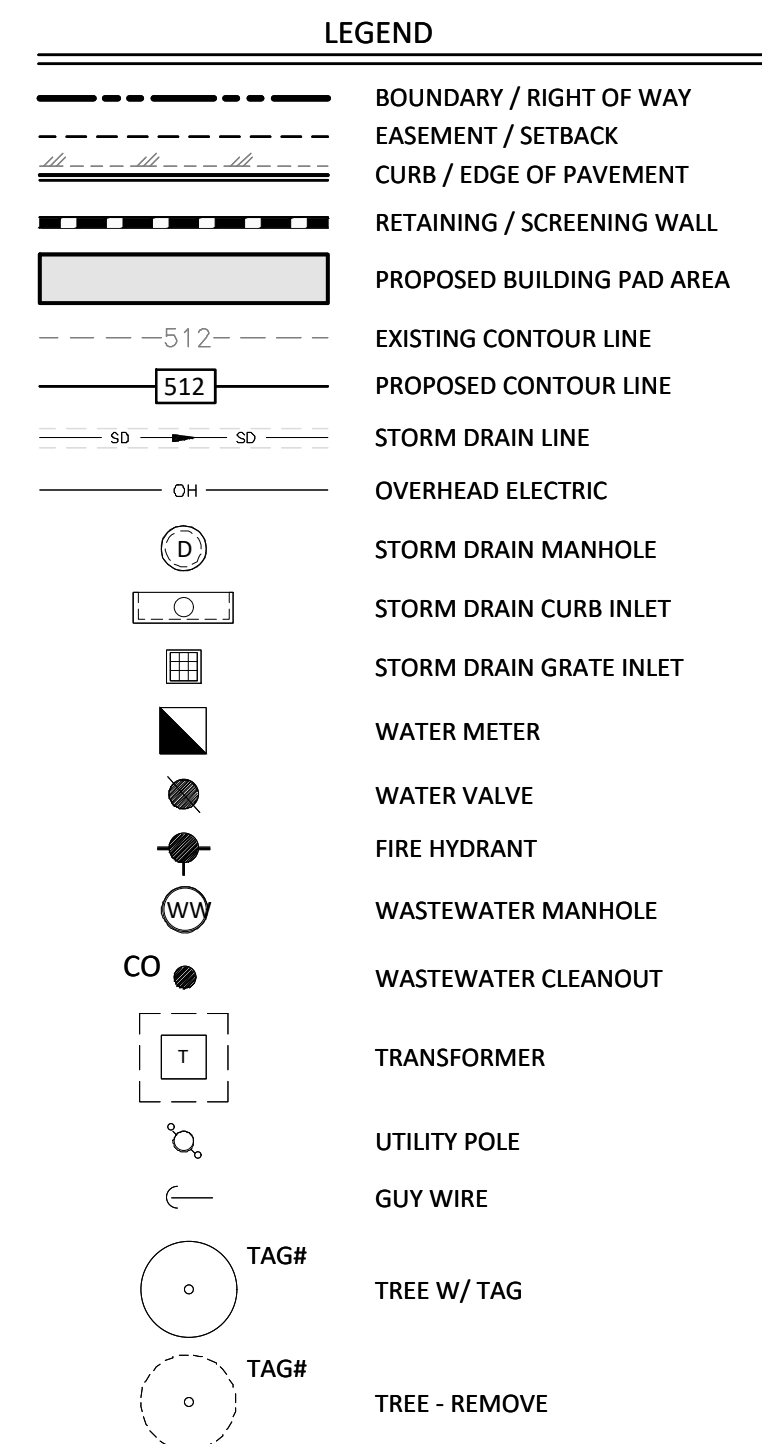 LEGEND
BOUNDARY / RIGHT OF WAY
EASEMENT / SETBACK
CURB / EDGE OF PAVEMENT
RETAINING / SCREENING WALL
PROPOSED BUILDING PAD AREA
512 EXISTING CONTOUR LINE
512 PROPOSED CONTOUR LINE
SD SD STORM DRAIN LINE
OH OVERHEAD ELECTRIC
D STORM DRAIN MANHOLE
STORM DRAIN CURB INLET
STORM DRAIN GRATE INLET
WATER METER
WATER VALVE
FIRE HYDRANT
WW WASTEWATER MANHOLE
CO WASTEWATER CLEANOUT
T TRANSFORMER
UTILITY POLE
GUY WIRE
TAG#
TREE W/ TAG
TAG#
TREE - REMOVE